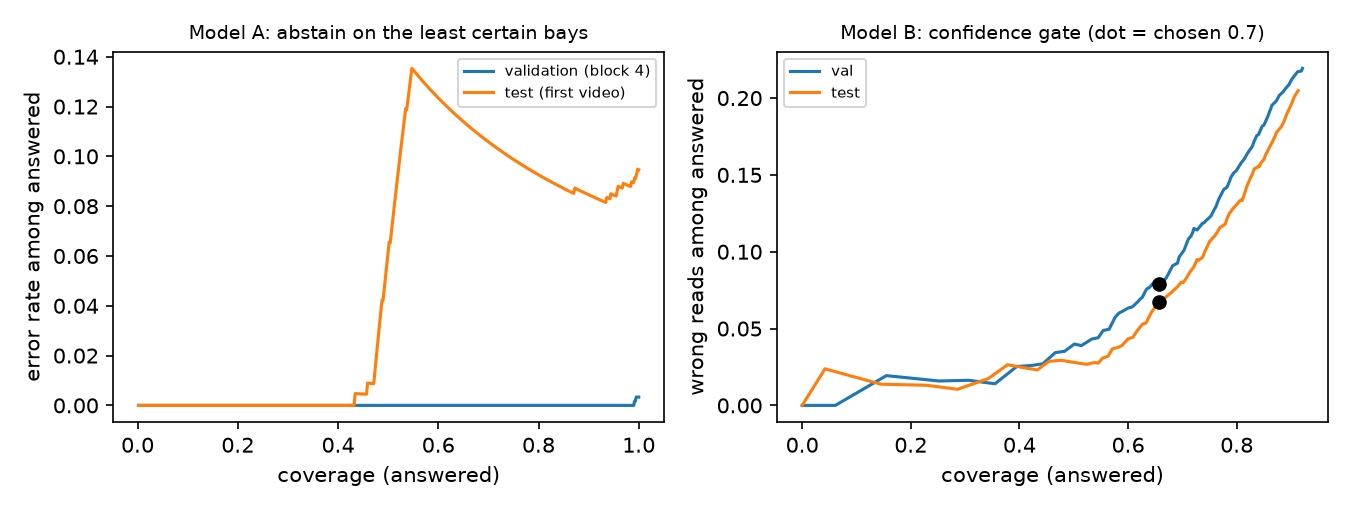 Model A: abstain on the least certain bays
error rate among answered
0.14
0.12
0.10
0.08
0.06
0.04
0.02
0.00
validation (block 4)
test (first video)
0.0 0.2 0.4 0.6 0.8 1.0
coverage (answered)
Model B: confidence gate (dot = chosen 0.7)
wrong reads among answered
0.20
0.15
0.10
0.05
0.00
val
test
0.0 0.2 0.4 0.6 0.8
coverage (answered)